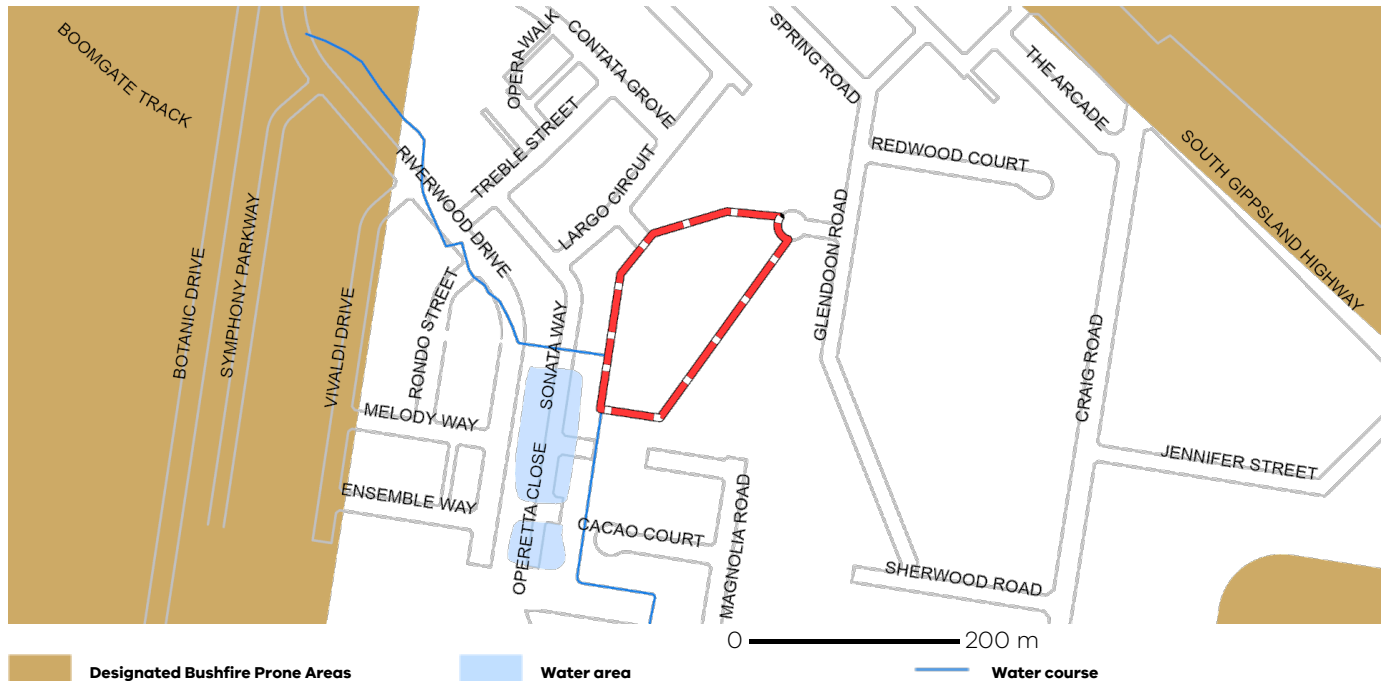 BOOMGATE TRACK
OPERA WALK
CONTATA GROVE
SPRING ROAD
THE ARCADE
SOUTH GIPPSLAND HIGHWAY
TREBLE STREET
RIVERWOOD DRIVE
LARGO CIRCUIT
REDWOOD COURT
BOTANIC DRIVE
SYMPHONY PARKWAY
VIVALDI DRIVE
RONDO STREET
SONATA WAY
GLENDOON ROAD
CRAIG ROAD
MELODY WAY
JENNIFER STREET
ENSEMBLE WAY
OPERETTA CLOSE
CACAO COURT
MAGNOLIA ROAD
SHERWOOD ROAD
0 200 m
Designated Bushfire Prone Areas
Water area
Water course